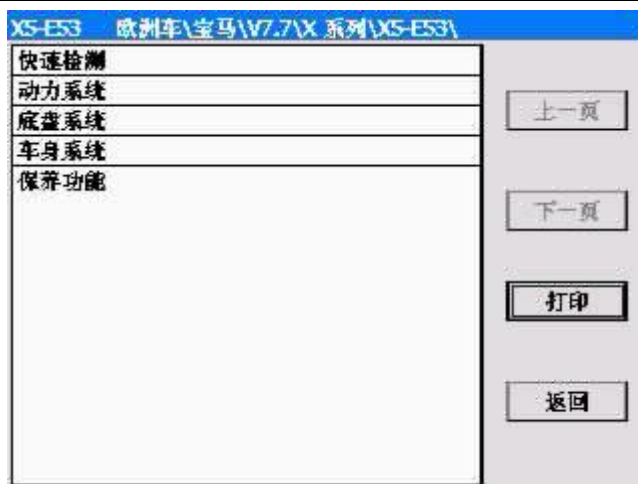 X5-E53 欧洲车\宝马\V7.7\X 系列\X5-E53\
快速检测
动力系统
底盘系统
车身系统
保养功能
上一页
下一页
打印
返回